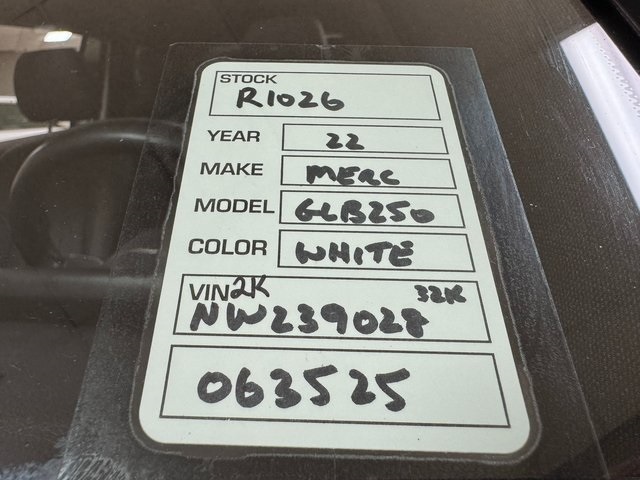 STOCK
R1026
YEAR 22
MAKE MERC
MODEL GLB250
COLOR WHITE
VIN 2K 32K
NW239028
063525